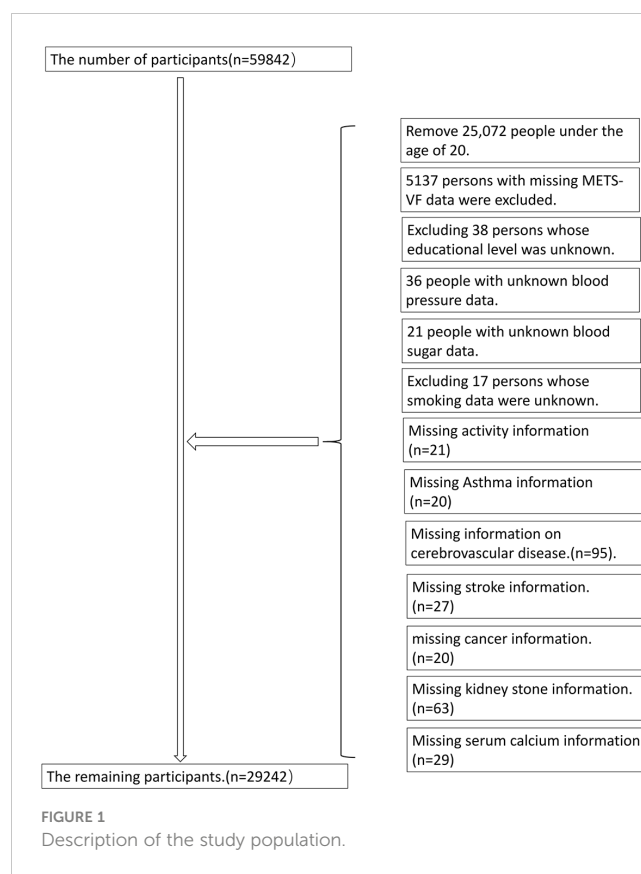 The number of participants(n=59842)
Remove 25,072 people under the
age of 20.
5137 persons with missing METS-
VF data were excluded.
Excluding 38 persons whose
educational level was unknown.
36 people with unknown blood
pressure data.
21 people with unknown blood
sugar data.
Excluding 17 persons whose
smoking data were unknown.
Missing activity information
(n=21)
Missing Asthma information
(n=20)
Missing information on
cerebrovascular disease.(n=95).
Missing stroke information.
(n=27)
missing cancer information.
(n=20)
Missing kidney stone information.
(n=63)
Missing serum calcium information
(n=29)
The remaining participants.(n=29242)
FIGURE 1
Description of the study population.